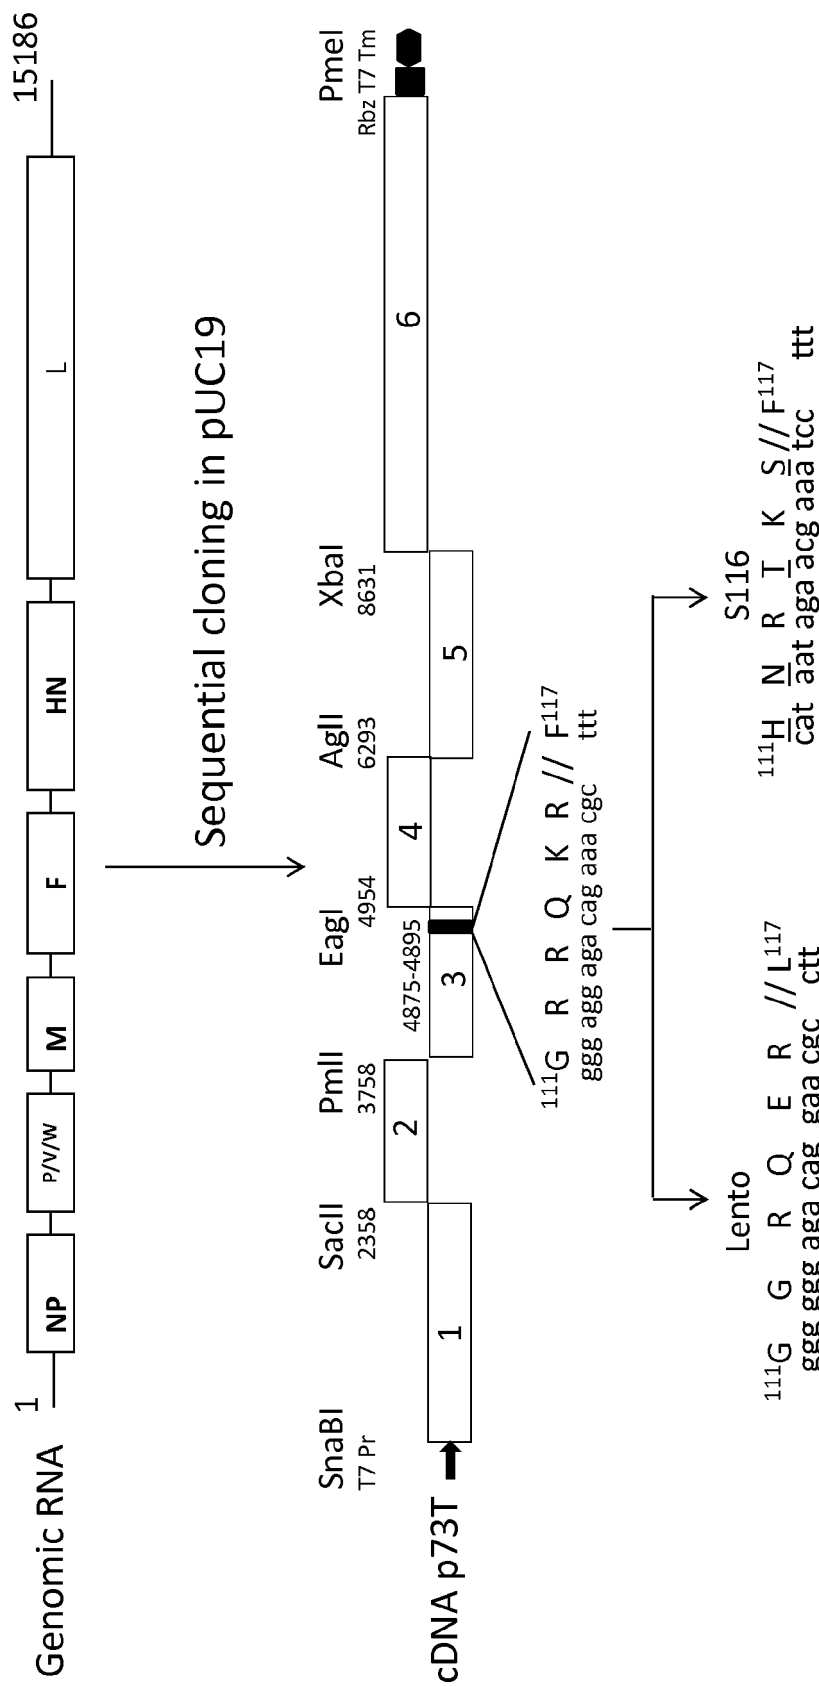 Genomic RNA
1 15186
NP P/V/W M F HN L
Sequential cloning in pUC19
SnaBI SacII PmlI EagI AgII XbaI PmeI
T7 Pr 2358 3758 4954 6293 8631 Rbz T7 Tm
4875-4895
cDNA p73T
1 2 3 4 5 6
111G R R Q K R // F117
ggg agg aga cag aaa cgc ttt
Lento
111G G R Q E R // L117
ggg ggg aga cag gaa cgc ctt
S116
111H N R T K S // F117
cat aat aga acg aaa tcc ttt